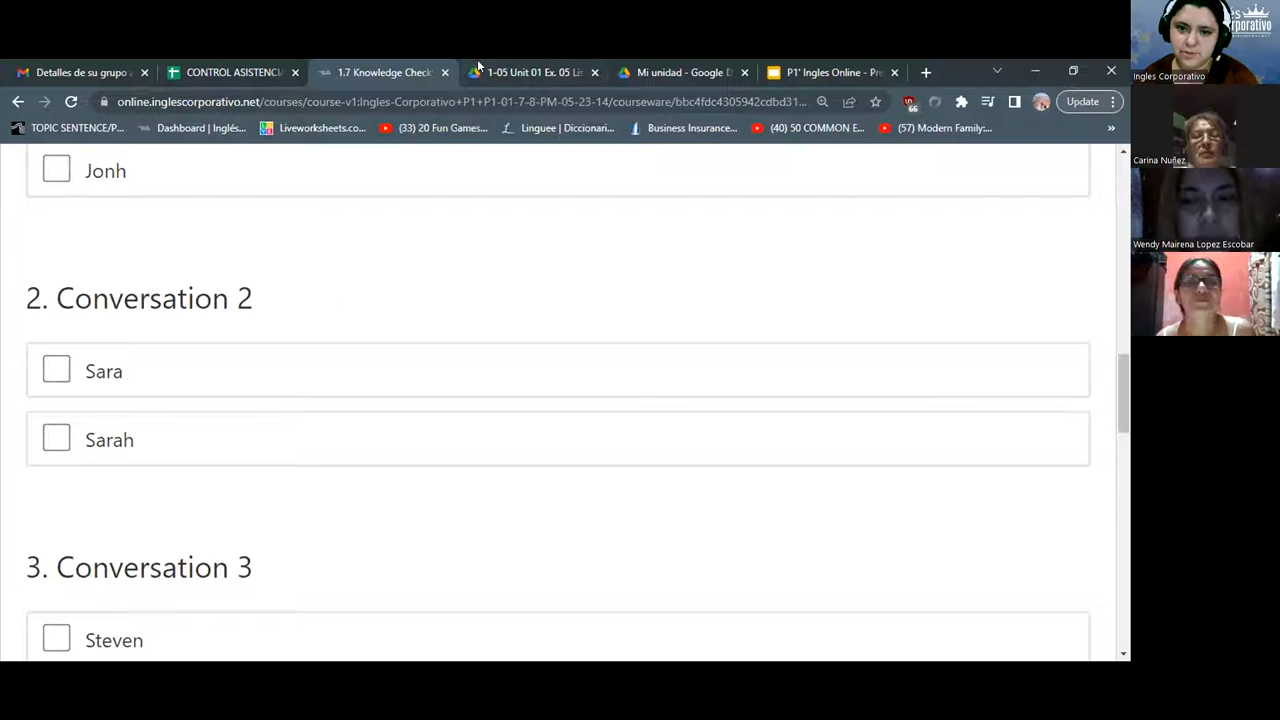 Detalles de su grupo
CONTROL ASISTENCI
1.7 Knowledge Check
1-05 Unit 01 Ex. 05 Lis
Mi unidad - Google D
P1' Ingles Online - Pre
online.inglescorporativo.net/courses/course-v1:Ingles-Corporativo+P1+P1-01-7-8-PM-05-23-14/courseware/bbc4fdc4305942cdbd31...
66
Update
TOPIC SENTENCE/P...
Dashboard | Inglés...
Liveworksheets.co...
(33) 20 Fun Games...
Linguee | Diccionari...
Business Insurance...
(40) 50 COMMON E...
(57) Modern Family:...
»
Jonh
2. Conversation 2
Sara
Sarah
3. Conversation 3
Steven
Ingles Corporativo
Carina Nuñez
Wendy Mairena Lopez Escobar